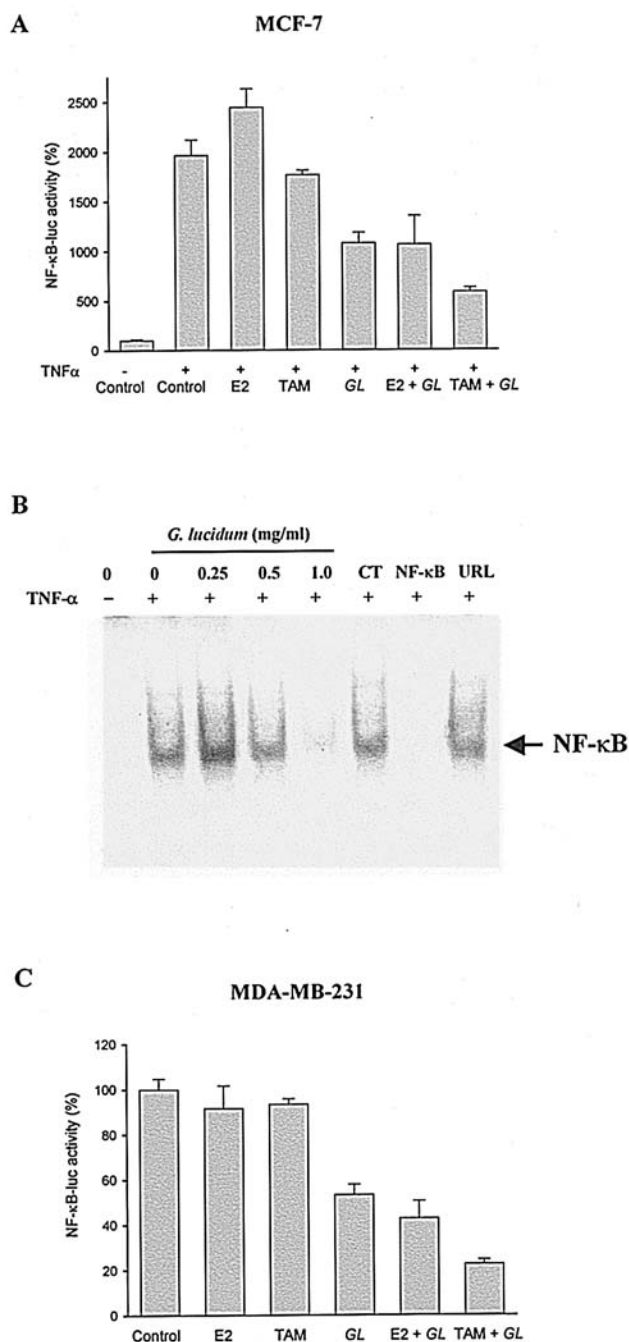 A
MCF-7
NF-κB-luc activity (%)
2500
2000
1500
1000
500
0
TNFα - + + + + + +
Control Control E2 TAM GL E2 + GL TAM + GL
B
G. lucidum (mg/ml)
0 0 0.25 0.5 1.0 CT NF-κB URL
TNF-α – + + + + + + +
NF-κB
C
MDA-MB-231
NF-κB-luc activity (%)
120
100
80
60
40
20
0
Control E2 TAM GL E2 + GL TAM + GL